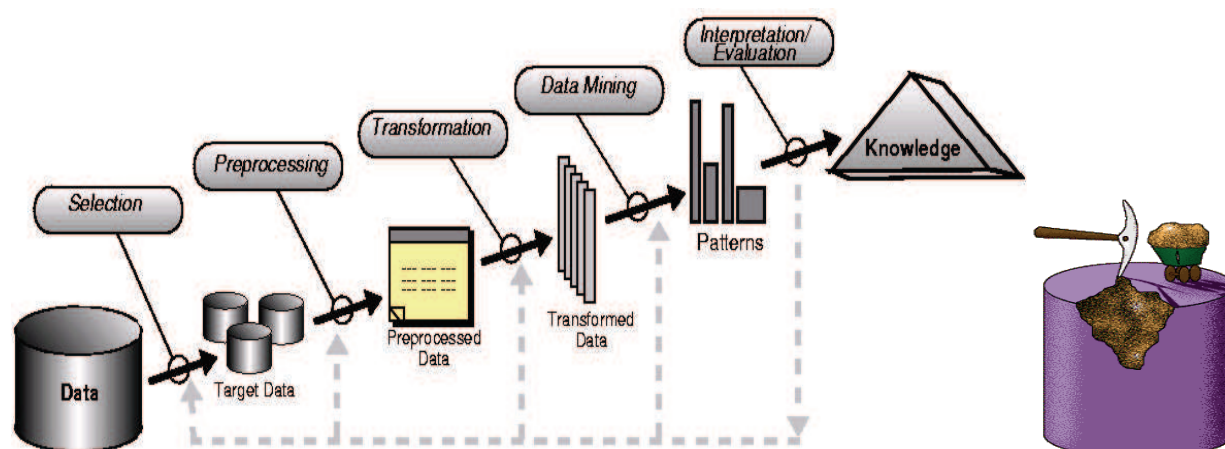 Interpretation/
Evaluation
Data Mining
Transformation
Preprocessing
Selection
Knowledge
Patterns
Transformed
Data
Preprocessed
Data
Target Data
Data